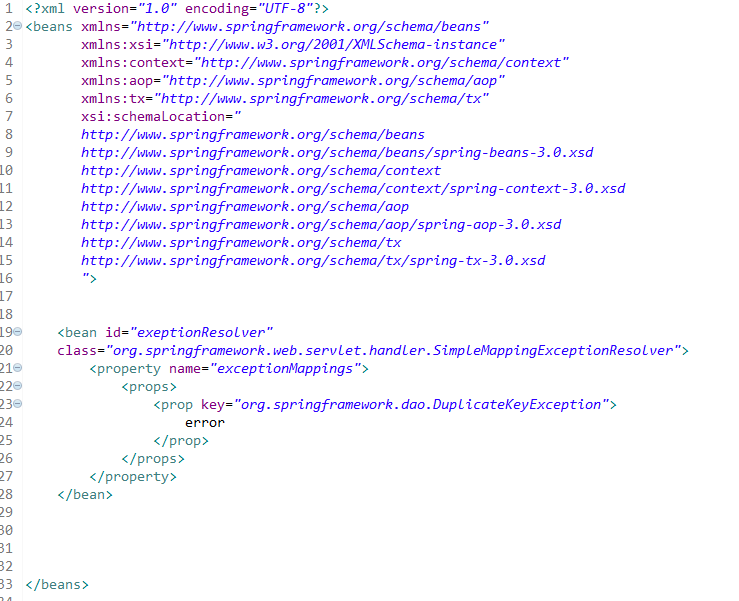 1 <?xml version="1.0" encoding="UTF-8"?>
2 <beans xmlns="http://www.springframework.org/schema/beans"
3 xmlns:xsi="http://www.w3.org/2001/XMLSchema-instance"
4 xmlns:context="http://www.springframework.org/schema/context"
5 xmlns:aop="http://www.springframework.org/schema/aop"
6 xmlns:tx="http://www.springframework.org/schema/tx"
7 xsi:schemaLocation="
8 http://www.springframework.org/schema/beans
9 http://www.springframework.org/schema/beans/spring-beans-3.0.xsd
10 http://www.springframework.org/schema/context
11 http://www.springframework.org/schema/context/spring-context-3.0.xsd
12 http://www.springframework.org/schema/aop
13 http://www.springframework.org/schema/aop/spring-aop-3.0.xsd
14 http://www.springframework.org/schema/tx
15 http://www.springframework.org/schema/tx/spring-tx-3.0.xsd
16 ">
17
18
19 <bean id="exeptionResolver"
20 class="org.springframework.web.servlet.handler.SimpleMappingExceptionResolver">
21 <property name="exceptionMappings">
22 <props>
23 <prop key="org.springframework.dao.DuplicateKeyException">
24 error
25 </prop>
26 </props>
27 </property>
28 </bean>
29
30
31
32
33 </beans>